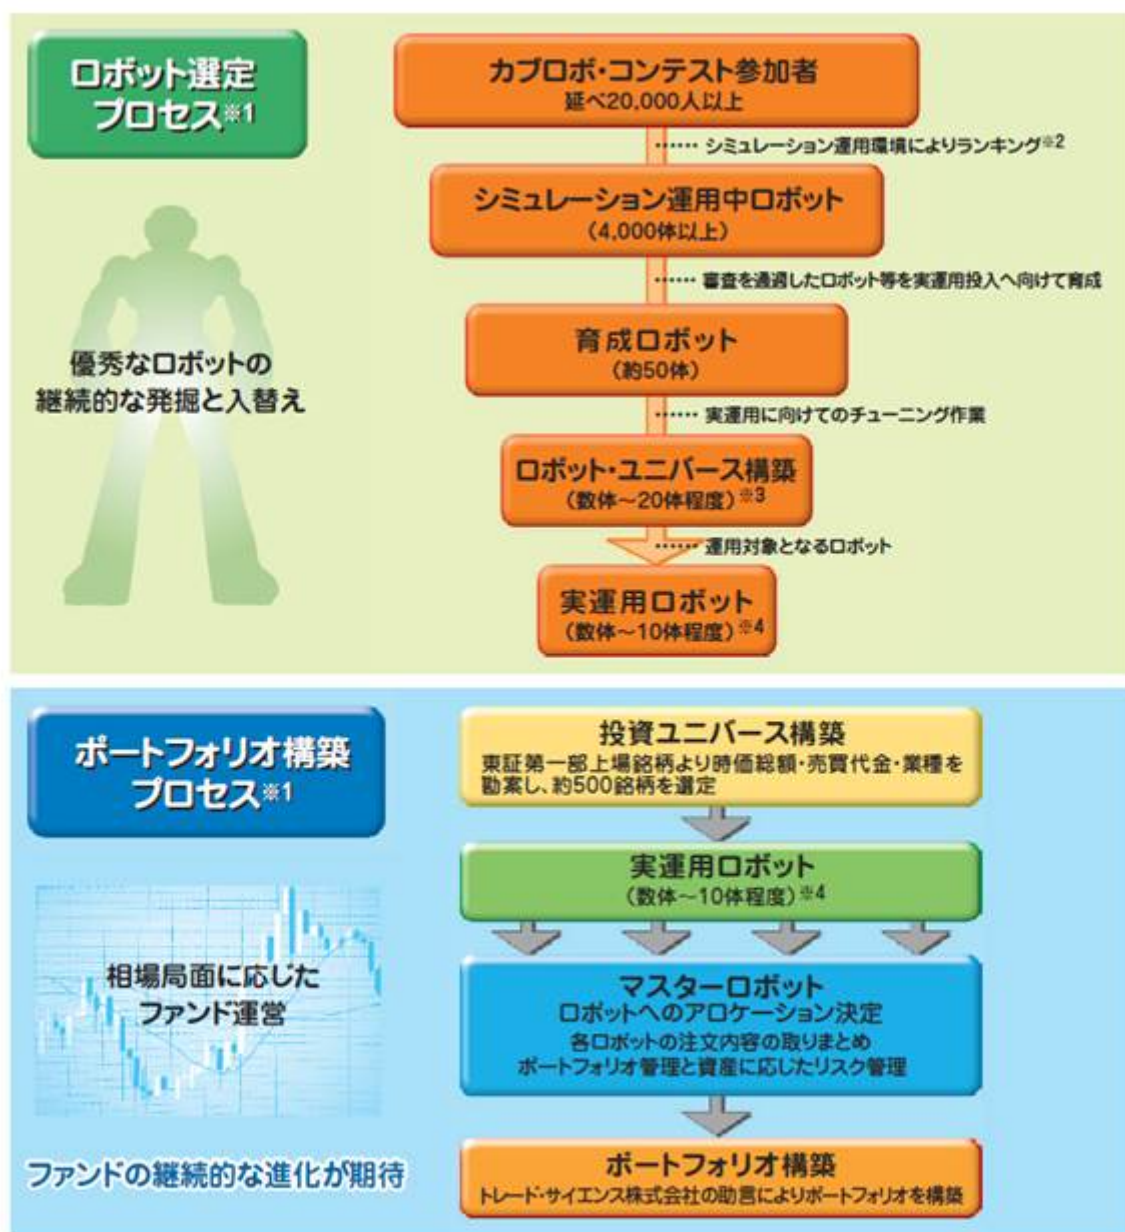 ロボット選定
プロセス※1
カブロボ・コンテスト参加者
延べ20,000人以上
…… シミュレーション運用環境によりランキング※2
シミュレーション運用中ロボット
(4,000体以上)
…… 審査を通過したロボット等を実運用投入へ向けて育成
育成ロボット
(約50体)
…… 実運用に向けてのチューニング作業
優秀なロボットの
継続的な発掘と入替え
ロボット・ユニバース構築
(数体～20体程度)※3
…… 運用対象となるロボット
実運用ロボット
(数体～10体程度)※4
ポートフォリオ構築
プロセス※1
投資ユニバース構築
東証第一部上場銘柄より時価総額・売買代金・業種を
勘案し、約500銘柄を選定
実運用ロボット
(数体～10体程度)※4
相場局面に応じた
ファンド運営
マスターロボット
ロボットへのアロケーション決定
各ロボットの注文内容の取りまとめ
ポートフォリオ管理と資産に応じたリスク管理
ファンドの継続的な進化が期待
ポートフォリオ構築
トレード・サイエンス株式会社の助言によりポートフォリオを構築